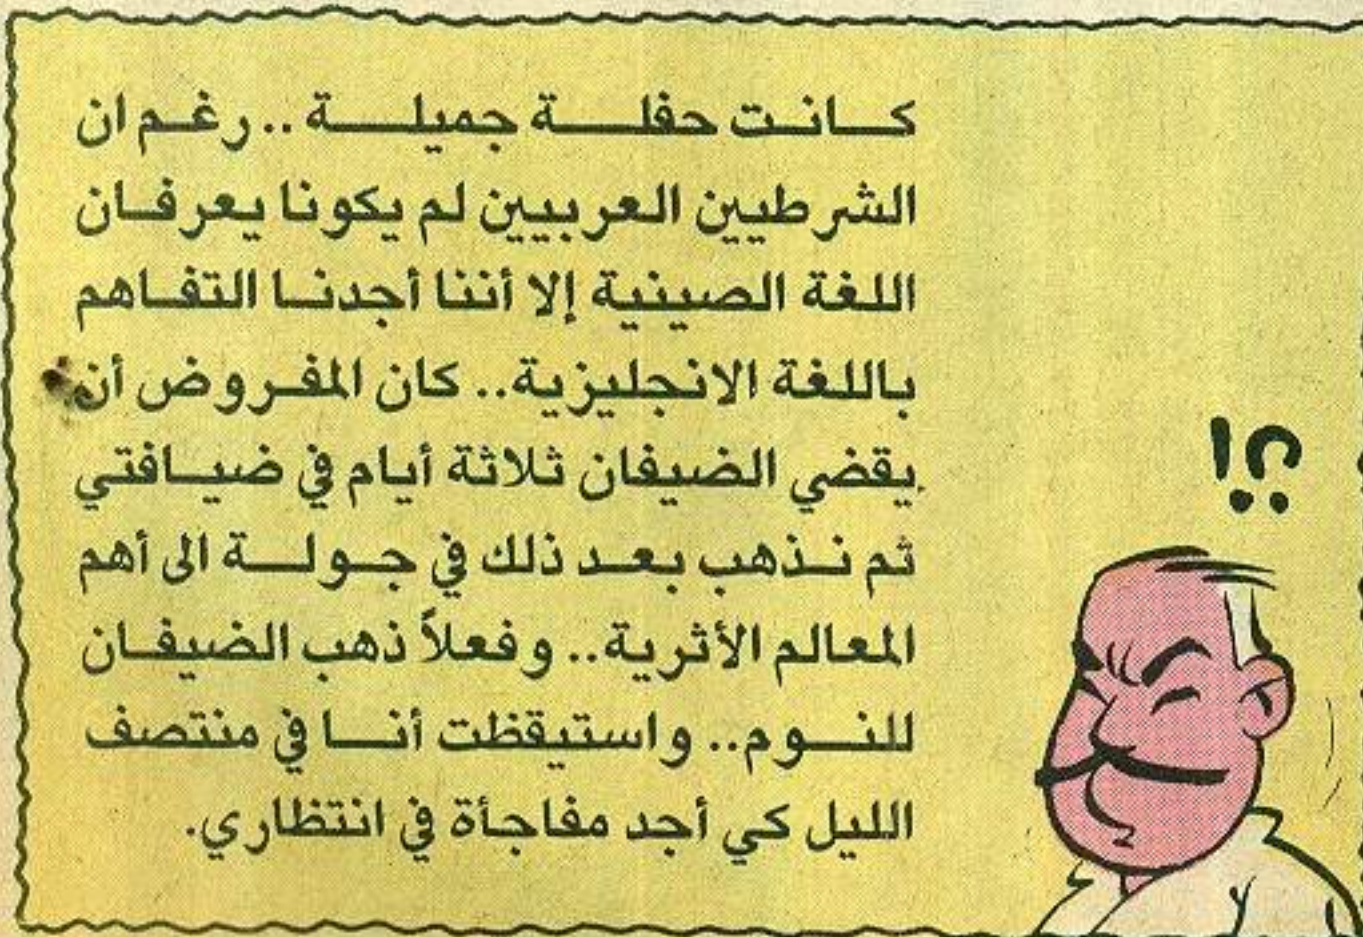 كانت حفلة جميلة .. رغم ان
الشرطيين العربيين لم يكونا يعرفان
اللغة الصينية إلا أننا أجدنا التفاهم
باللغة الانجليزية.. كان المفروض أن
يقضي الضيفان ثلاثة أيام في ضيافتي
ثم نذهب بعد ذلك في جولة الى أهم
المعالم الأثرية.. وفعلاً ذهب الضيفان
للنوم.. واستيقظت أنا في منتصف
الليل كي أجد مفاجأة في انتظاري.
؟!